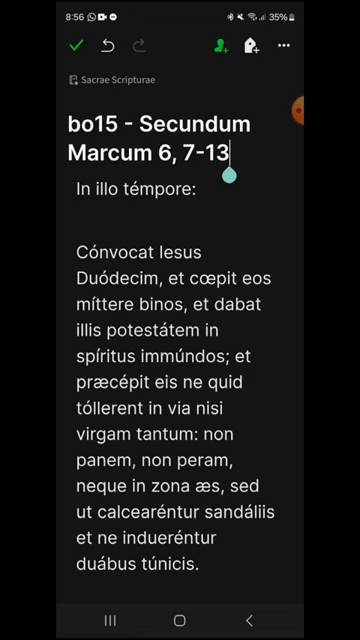 8:56
35%
Sacrae Scripturae
bo15 - Secundum
Marcum 6, 7-13
In illo témpore:
Cónvocat Iesus
Duódecim, et cœpit eos
míttere binos, et dabat
illis potestátem in
spíritus immúndos; et
præcépit eis ne quid
tóllerent in via nisi
virgam tantum: non
panem, non peram,
neque in zona æs, sed
ut calcearéntur sandáliis
et ne indueréntur
duábus túnicis.